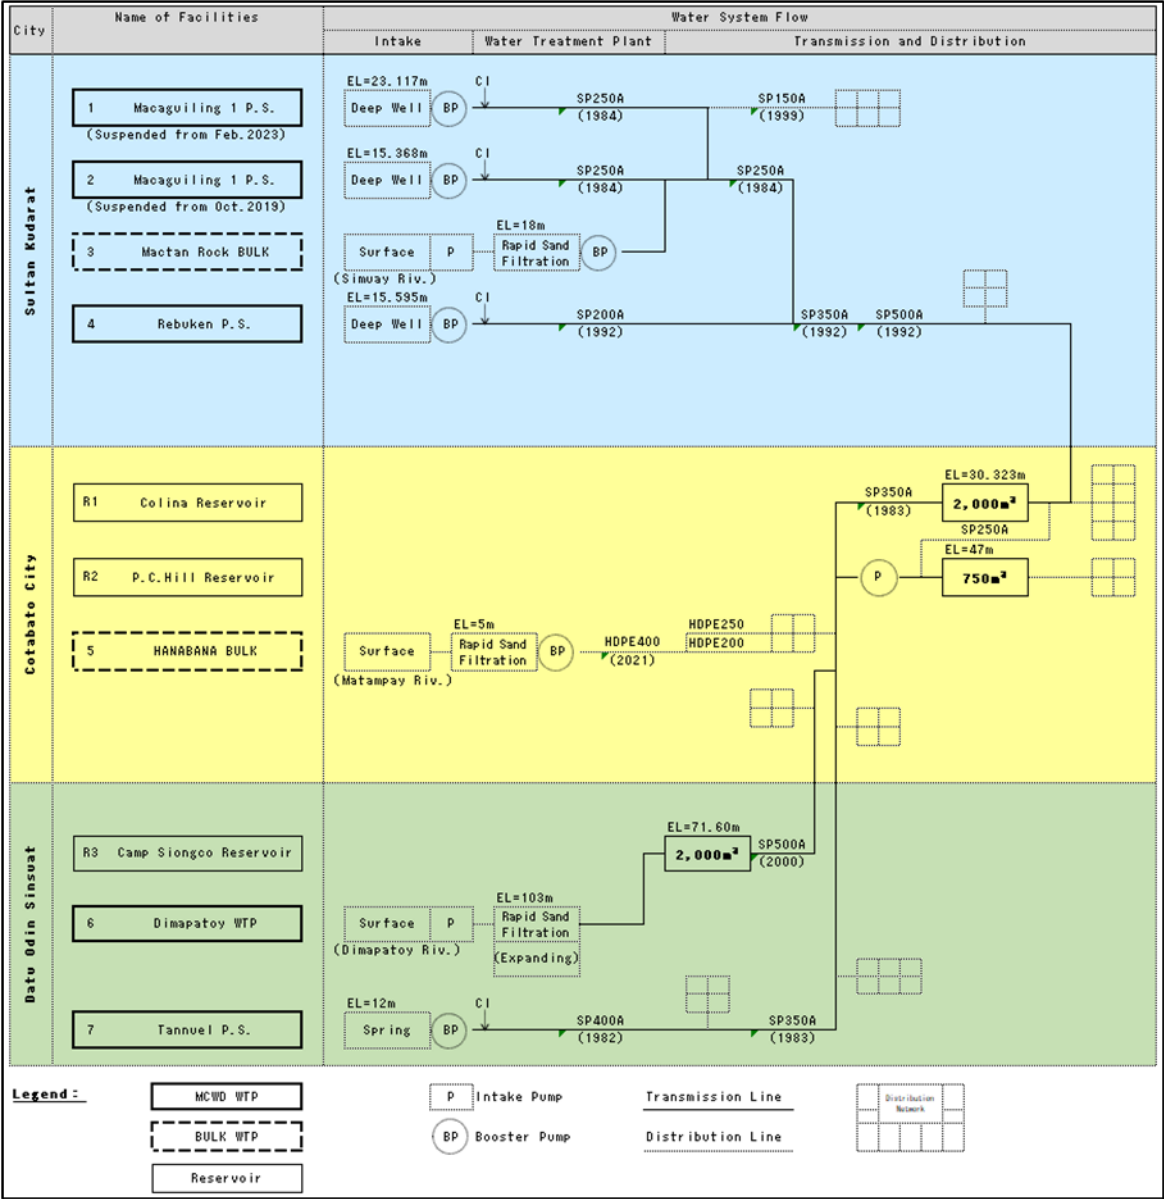 City
Name of Facilities
Water System Flow
Intake
Water Treatment Plant
Transmission and Distribution
Sultan Kudarat
1 Macaguiling 1 P.S.
(Suspended from Feb.2023)
EL=23.117m
Deep Well
BP
CI
SP250A
(1984)
SP150A
(1999)
2 Macaguiling 1 P.S.
(Suspended from Oct.2019)
EL=15.368m
Deep Well
BP
CI
SP250A
(1984)
SP250A
(1984)
3 Mactan Rock BULK
Surface
P
(Simuay Riv.)
EL=18m
Rapid Sand
Filtration
BP
4 Rebuken P.S.
EL=15.595m
Deep Well
BP
CI
SP200A
(1992)
SP350A
(1992)
SP500A
(1992)
Cotabato City
R1 Colina Reservoir
SP350A
(1983)
EL=30.323m
2,000m³
SP250A
R2 P.C.Hill Reservoir
P
EL=47m
750m³
5 HANABANA BULK
Surface
(Matampay Riv.)
EL=5m
Rapid Sand
Filtration
BP
HDPE400
(2021)
HDPE250
HDPE200
Datu Odin Sinsuat
R3 Camp Siongco Reservoir
EL=71.60m
2,000m³
SP500A
(2000)
6 Dimapatoy WTP
Surface
P
(Dimapatoy Riv.)
EL=103m
Rapid Sand
Filtration
(Expanding)
7 Tannuel P.S.
EL=12m
Spring
BP
CI
SP400A
(1982)
SP350A
(1983)
Legend:
MCWD WTP
BULK WTP
Reservoir
P Intake Pump
BP Booster Pump
Transmission Line
Distribution Line
Distribution
Network